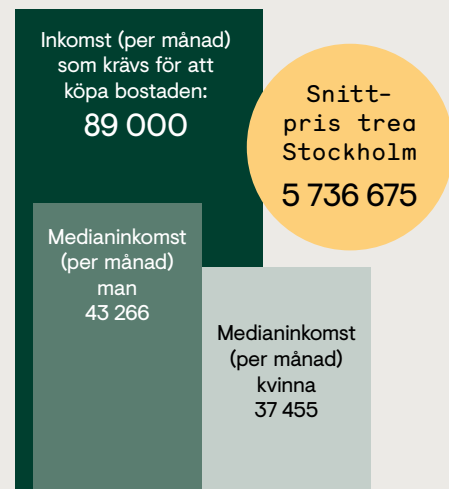 Inkomst (per månad)
som krävs för att
köpa bostaden:
89 000
Snitt-
pris trea
Stockholm
5 736 675
Medianinkomst
(per månad)
man
43 266
Medianinkomst
(per månad)
kvinna
37 455